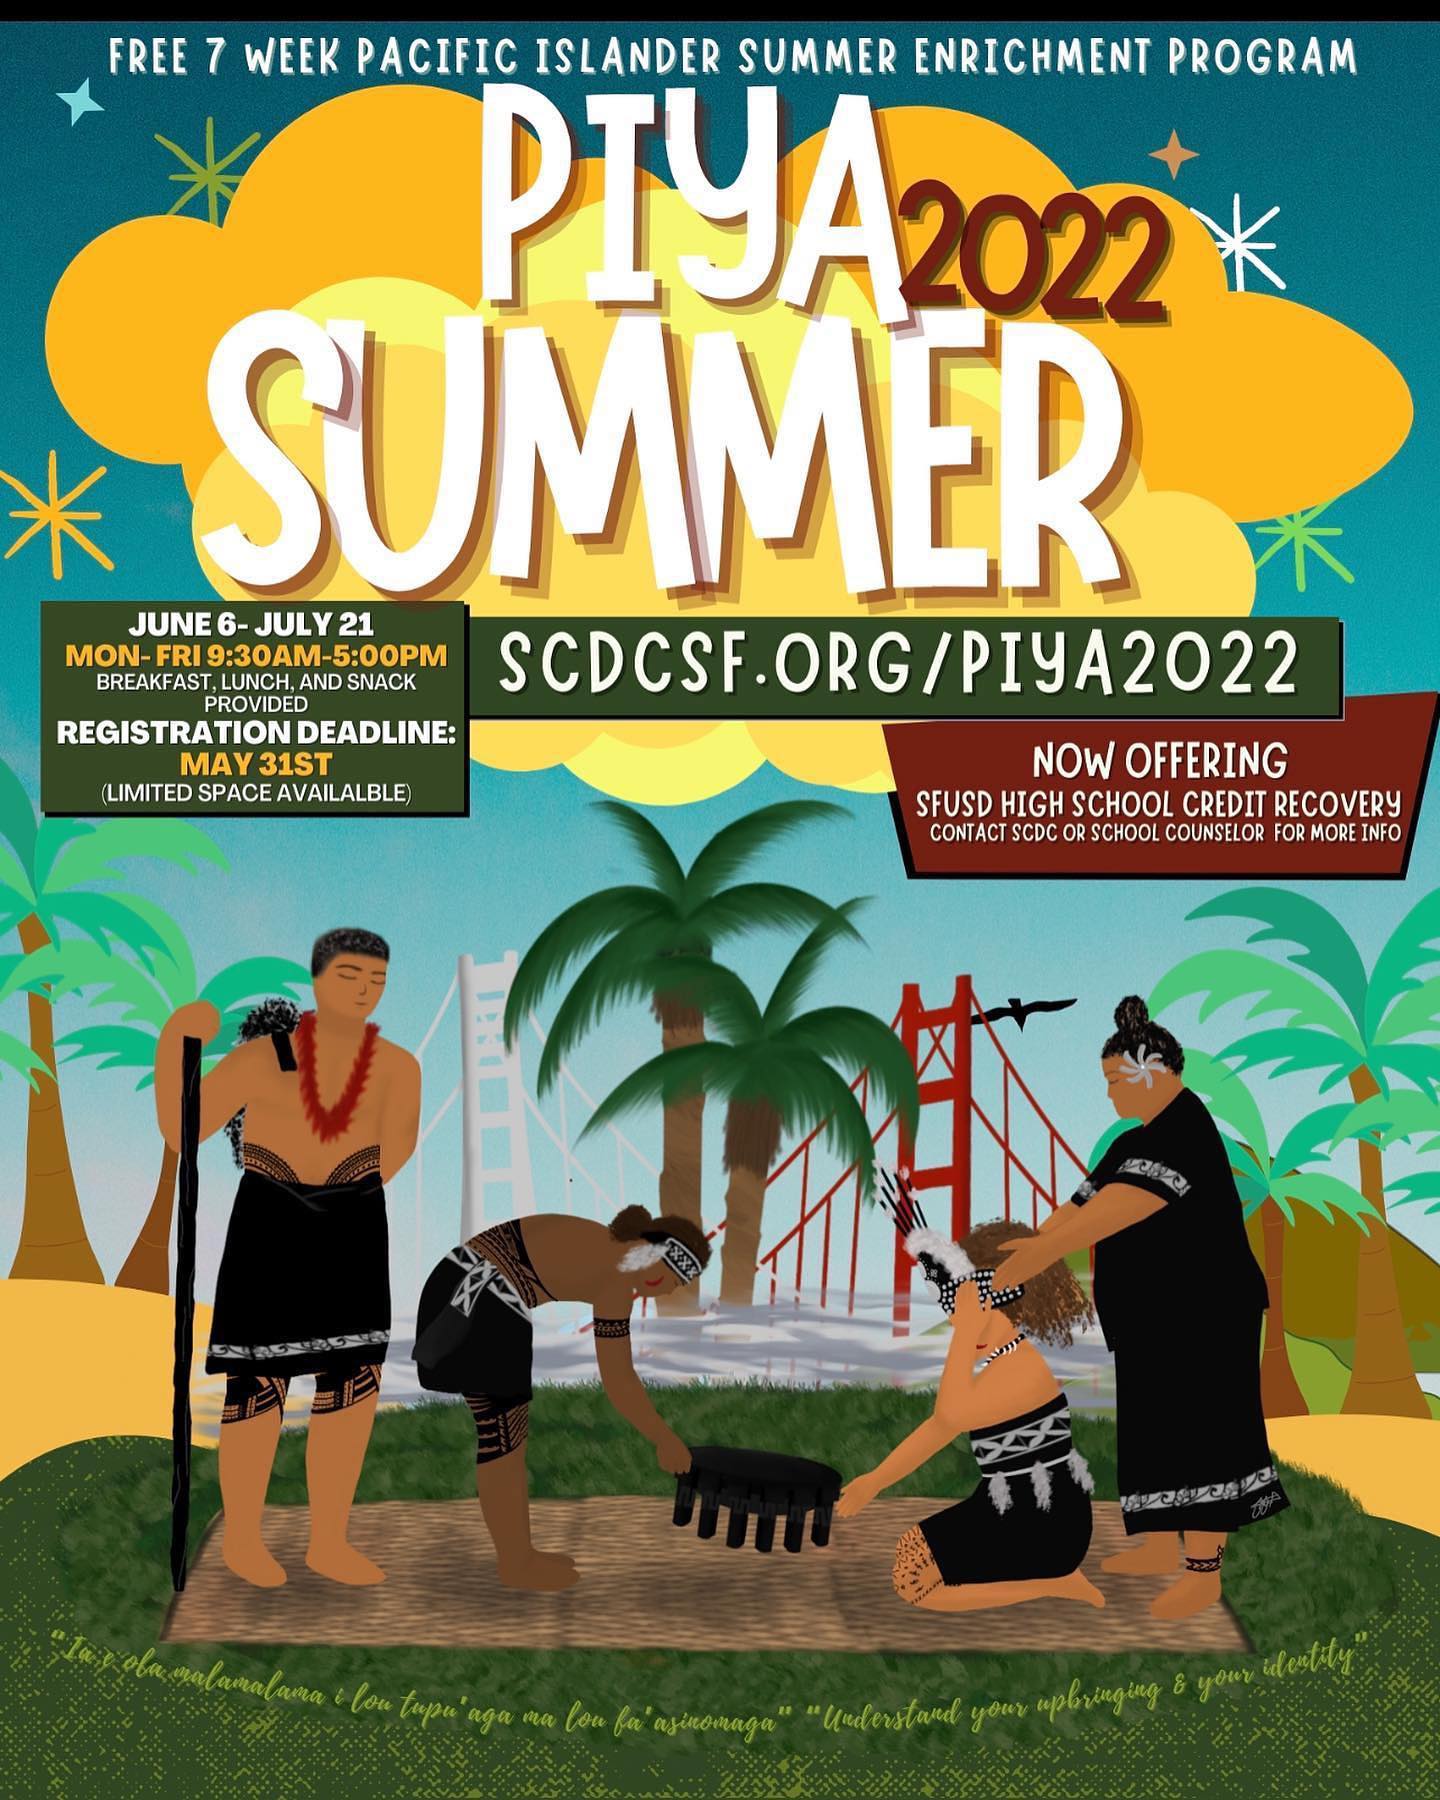 FREE 7 WEEK PACIFIC ISLANDER SUMMER ENRICHMENT PROGRAM
PIYA
2022
SUMMER
JUNE 6- JULY 21
MON- FRI 9:30AM-5:00PM
BREAKFAST, LUNCH, AND SNACK
PROVIDED
REGISTRATION DEADLINE:
MAY 31ST
(LIMITED SPACE AVAILALBLE)
SCDCSF.ORG/PIYA2022
NOW OFFERING
SFUSD HIGH SCHOOL CREDIT RECOVERY
CONTACT SCDC OR SCHOOL COUNSELOR FOR MORE INFO
"Ia e ola malamalama i lou tupu'aga ma lou fa'asinomaga" "Understand your upbringing & your identity"